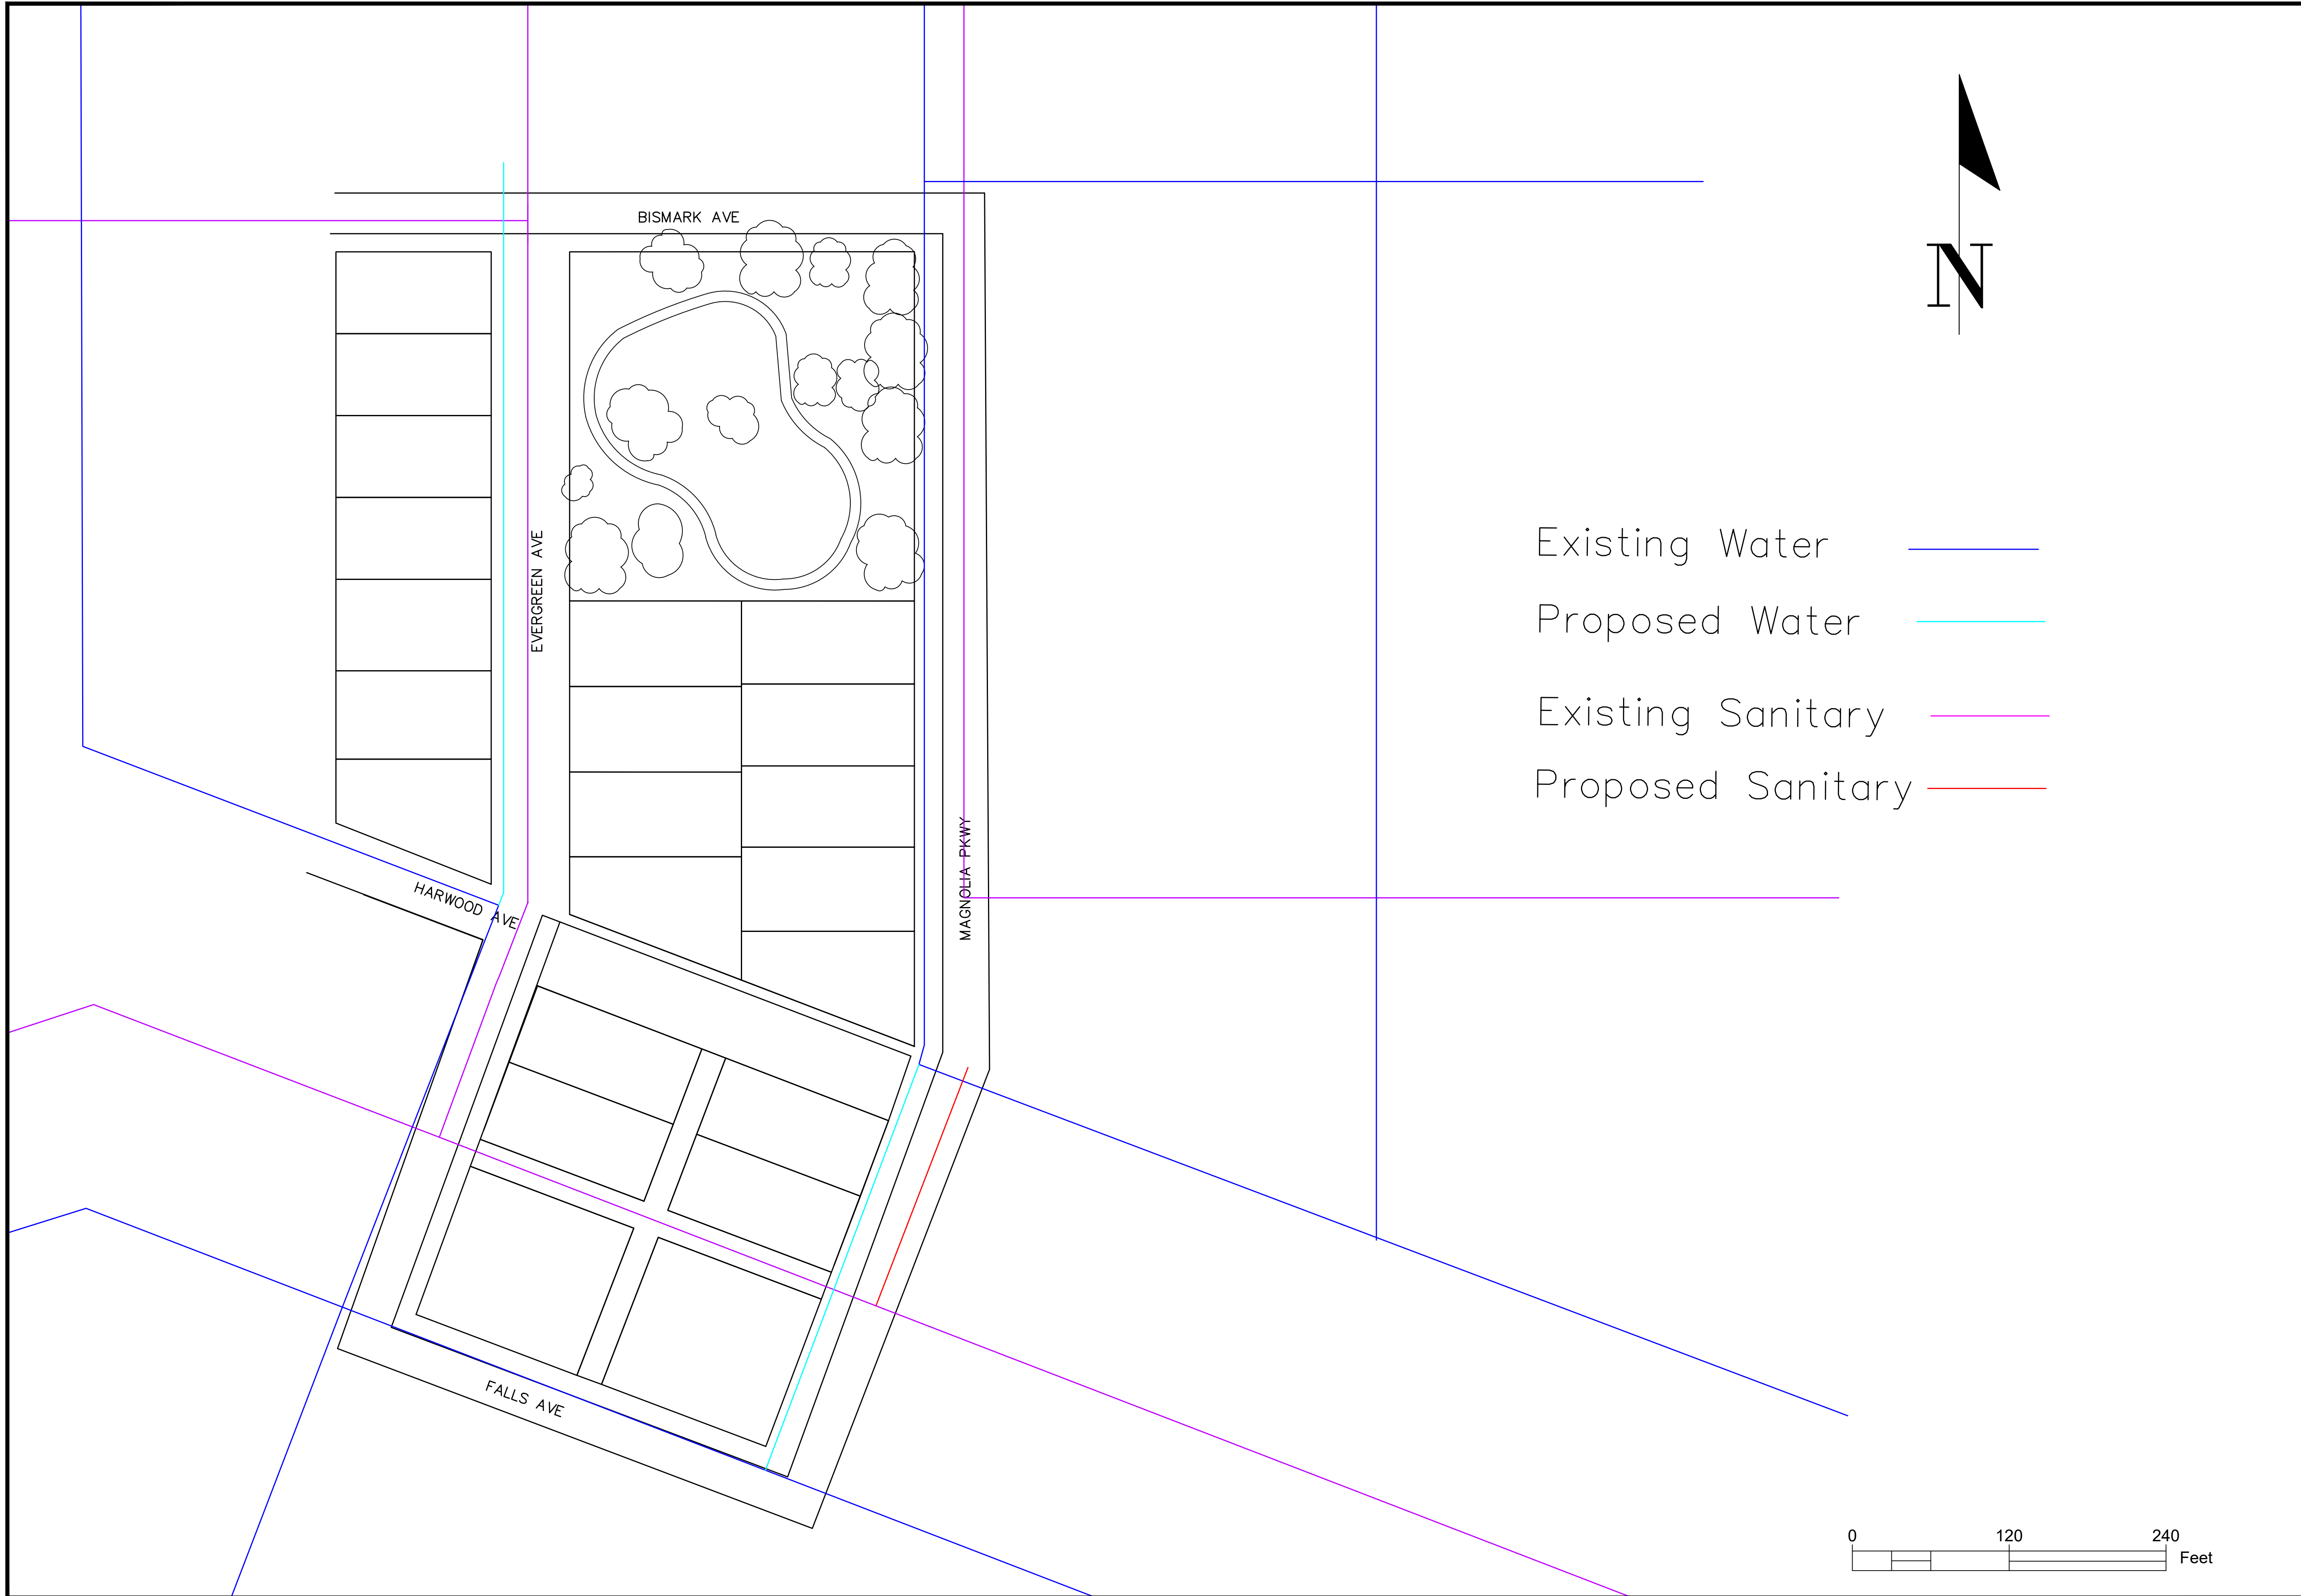 BISMARK AVE
N
EVERGREEN AVE
Existing Water
Proposed Water
Existing Sanitary
Proposed Sanitary
MAGNOLIA PKWY
HARWOOD AVE
FALLS AVE
0 120 240
Feet